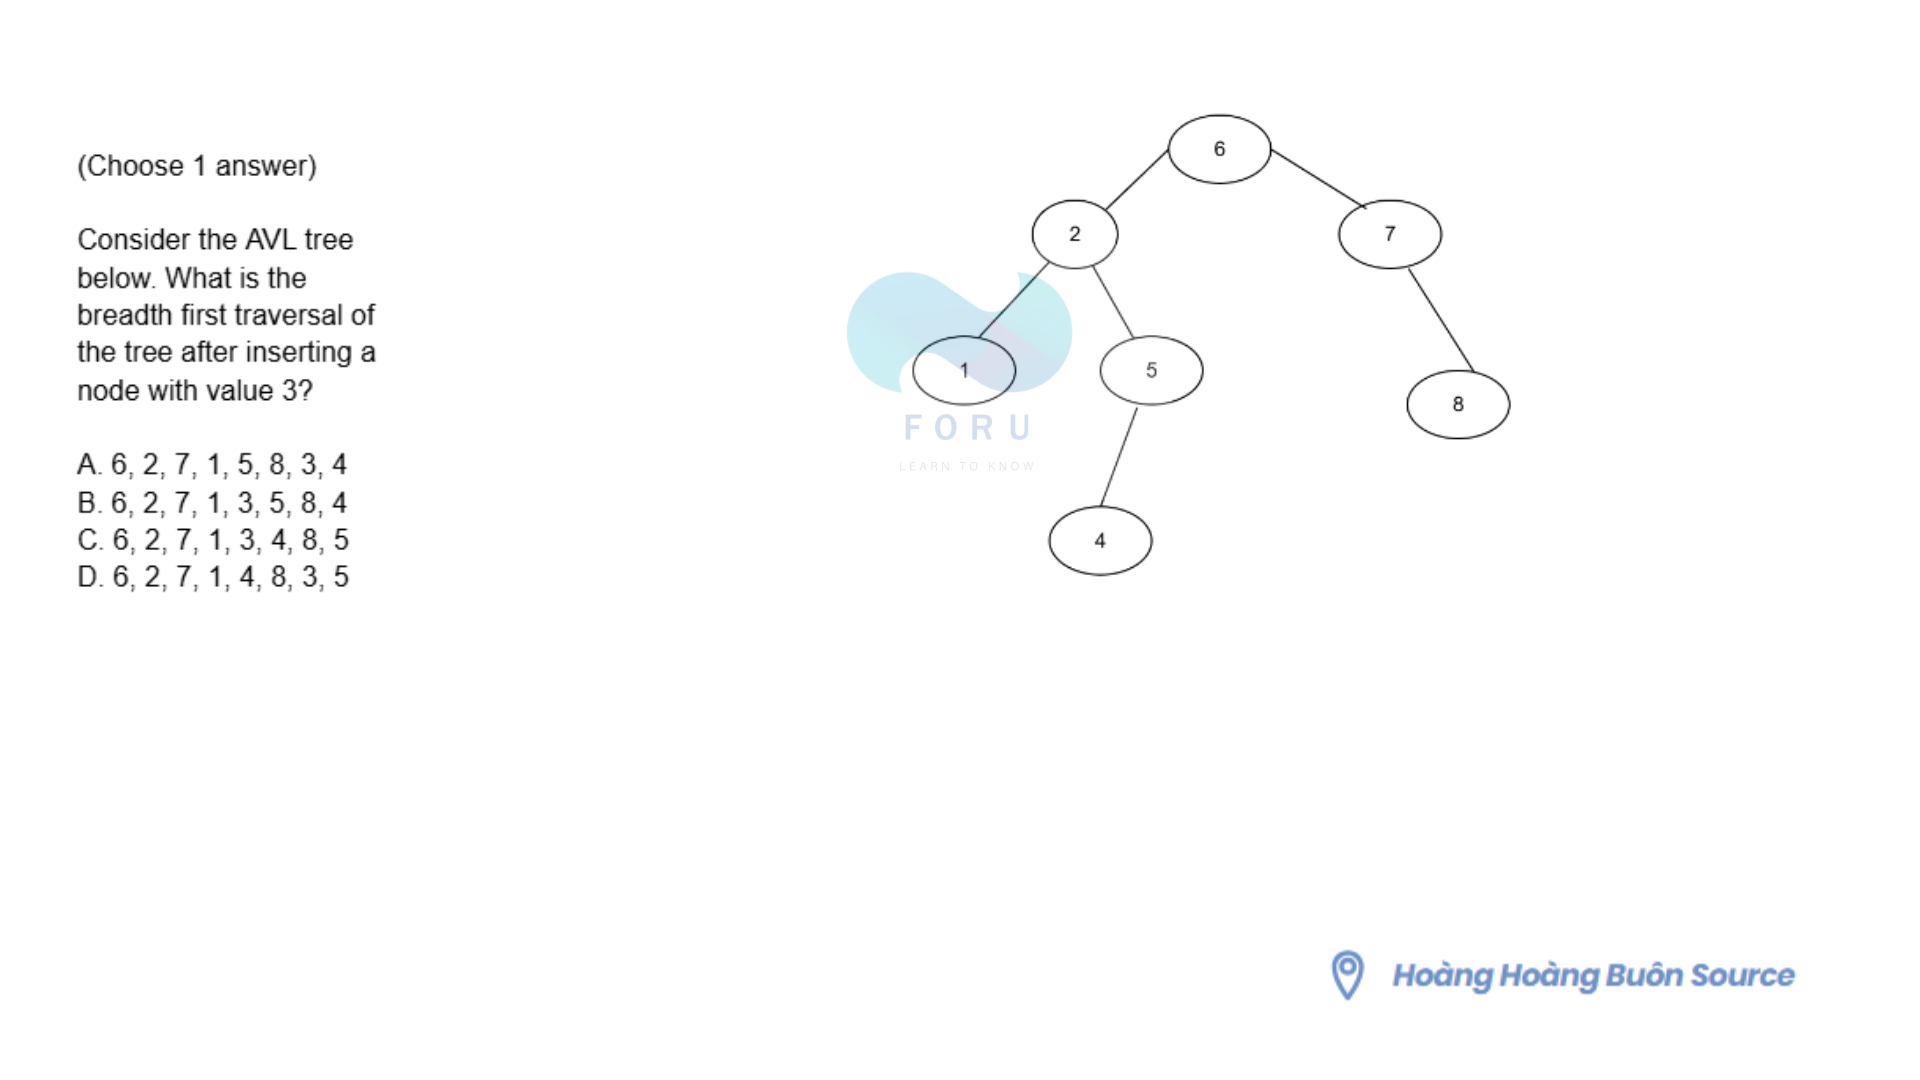 (Choose 1 answer)
Consider the AVL tree
below. What is the
breadth first traversal of
the tree after inserting a
node with value 3?
A. 6, 2, 7, 1, 5, 8, 3, 4
B. 6, 2, 7, 1, 3, 5, 8, 4
C. 6, 2, 7, 1, 3, 4, 8, 5
D. 6, 2, 7, 1, 4, 8, 3, 5
6
2
7
1
5
8
4
FORU
LEARN TO KNOW
Hoàng Hoàng Buôn Source